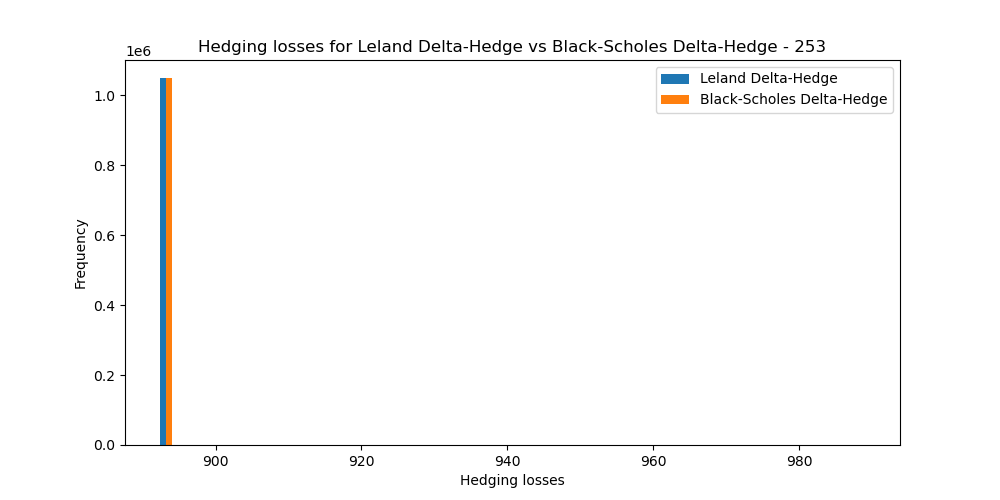 Hedging losses for Leland Delta-Hedge vs Black-Scholes Delta-Hedge - 253
1e6
Leland Delta-Hedge
Black-Scholes Delta-Hedge
1.0
0.8
0.6
0.4
0.2
0.0
Frequency
900 920 940 960 980
Hedging losses